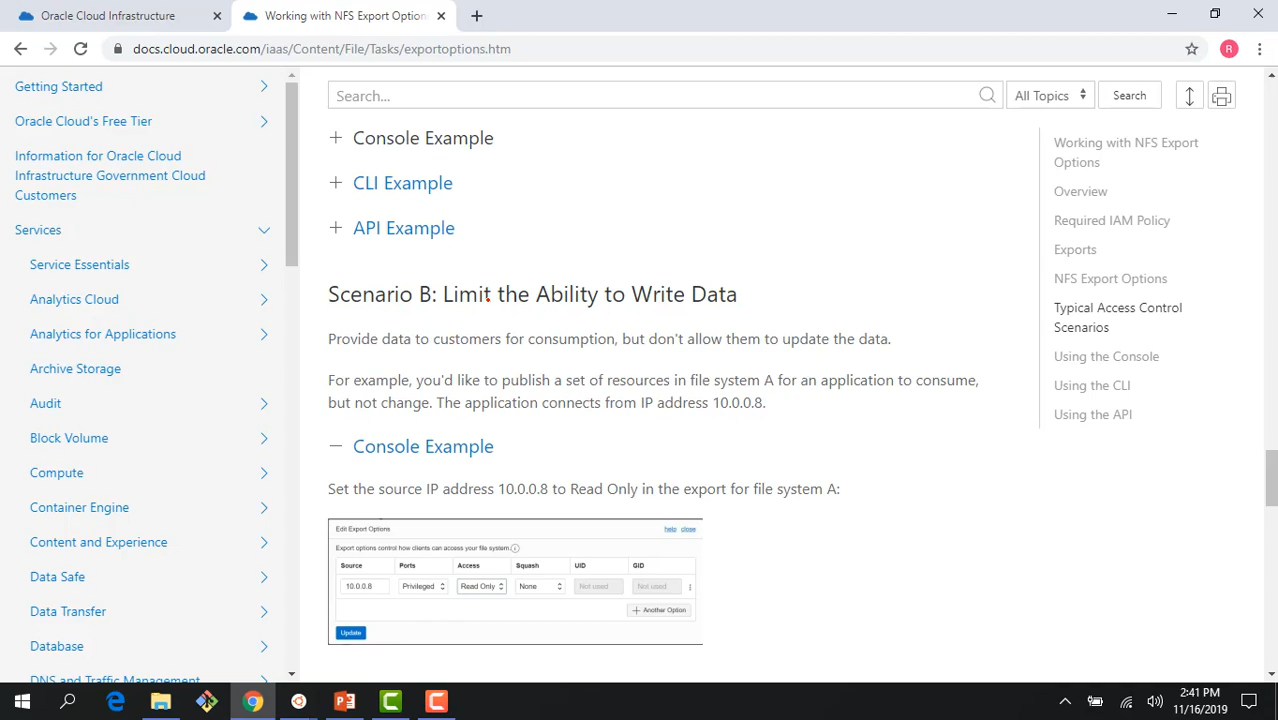 Oracle Cloud Infrastructure
Working with NFS Export Option
docs.cloud.oracle.com/iaas/Content/File/Tasks/exportoptions.htm
R
Getting Started
Oracle Cloud's Free Tier
Information for Oracle Cloud
Infrastructure Government Cloud
Customers
Services
Service Essentials
Analytics Cloud
Analytics for Applications
Archive Storage
Audit
Block Volume
Compute
Container Engine
Content and Experience
Data Safe
Data Transfer
Database
DNS and Traffic Management
Search...
All Topics
Search
Console Example
CLI Example
API Example
Scenario B: Limit the Ability to Write Data
Provide data to customers for consumption, but don't allow them to update the data.
For example, you'd like to publish a set of resources in file system A for an application to consume,
but not change. The application connects from IP address 10.0.0.8.
Console Example
Set the source IP address 10.0.0.8 to Read Only in the export for file system A:
Edit Export Options
help close
Export options control how clients can access your file system.
Source Ports Access Squash UID GID
10.0.0.8 Privileged Read Only None Not used Not used
+ Another Option
Update
Working with NFS Export
Options
Overview
Required IAM Policy
Exports
NFS Export Options
Typical Access Control
Scenarios
Using the Console
Using the CLI
Using the API
2:41 PM
11/16/2019